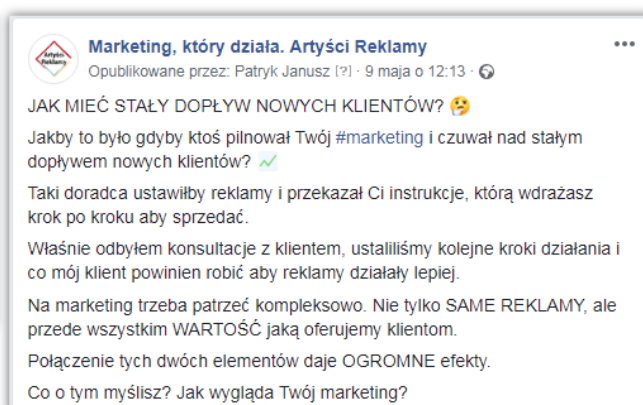 Artyści
Reklamy
Marketing, który działa. Artyści Reklamy
Opublikowane przez: Patryk Janusz [?] · 9 maja o 12:13 ·
JAK MIEĆ STAŁY DOPŁYW NOWYCH KLIENTÓW? 🤔
Jakby to było gdyby ktoś pilnował Twój #marketing i czuwał nad stałym
dopływem nowych klientów? 📈
Taki doradca ustawiłby reklamy i przekazał Ci instrukcje, którą wdrażasz
krok po kroku aby sprzedać.
Właśnie odbyłem konsultacje z klientem, ustaliliśmy kolejne kroki działania i
co mój klient powinien robić aby reklamy działały lepiej.
Na marketing trzeba patrzeć kompleksowo. Nie tylko SAME REKLAMY, ale
przede wszystkim WARTOŚĆ jaką oferujemy klientom.
Połączenie tych dwóch elementów daje OGROMNE efekty.
Co o tym myślisz? Jak wygląda Twój marketing?